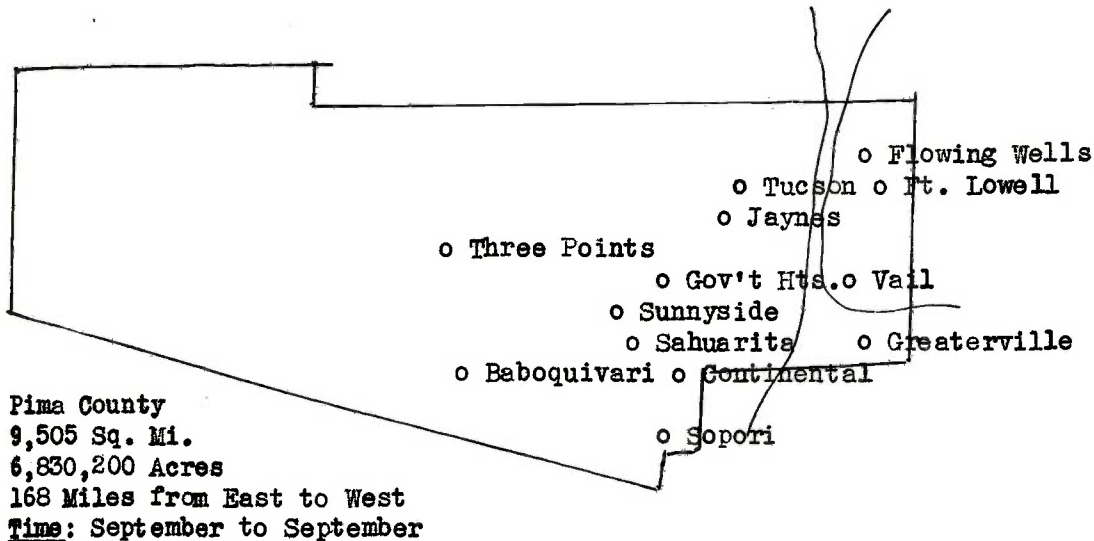 o Flowing Wells
o Tucson o Ft. Lowell
o Jaynes
o Three Points
o Gov't Hts.o Vail
o Sunnyside
o Sahuarita o Greaterville
o Baboquivari o Continental
o Sopori
Pima County
9,505 Sq. Mi.
6,830,200 Acres
168 Miles from East to West
Time: September to September